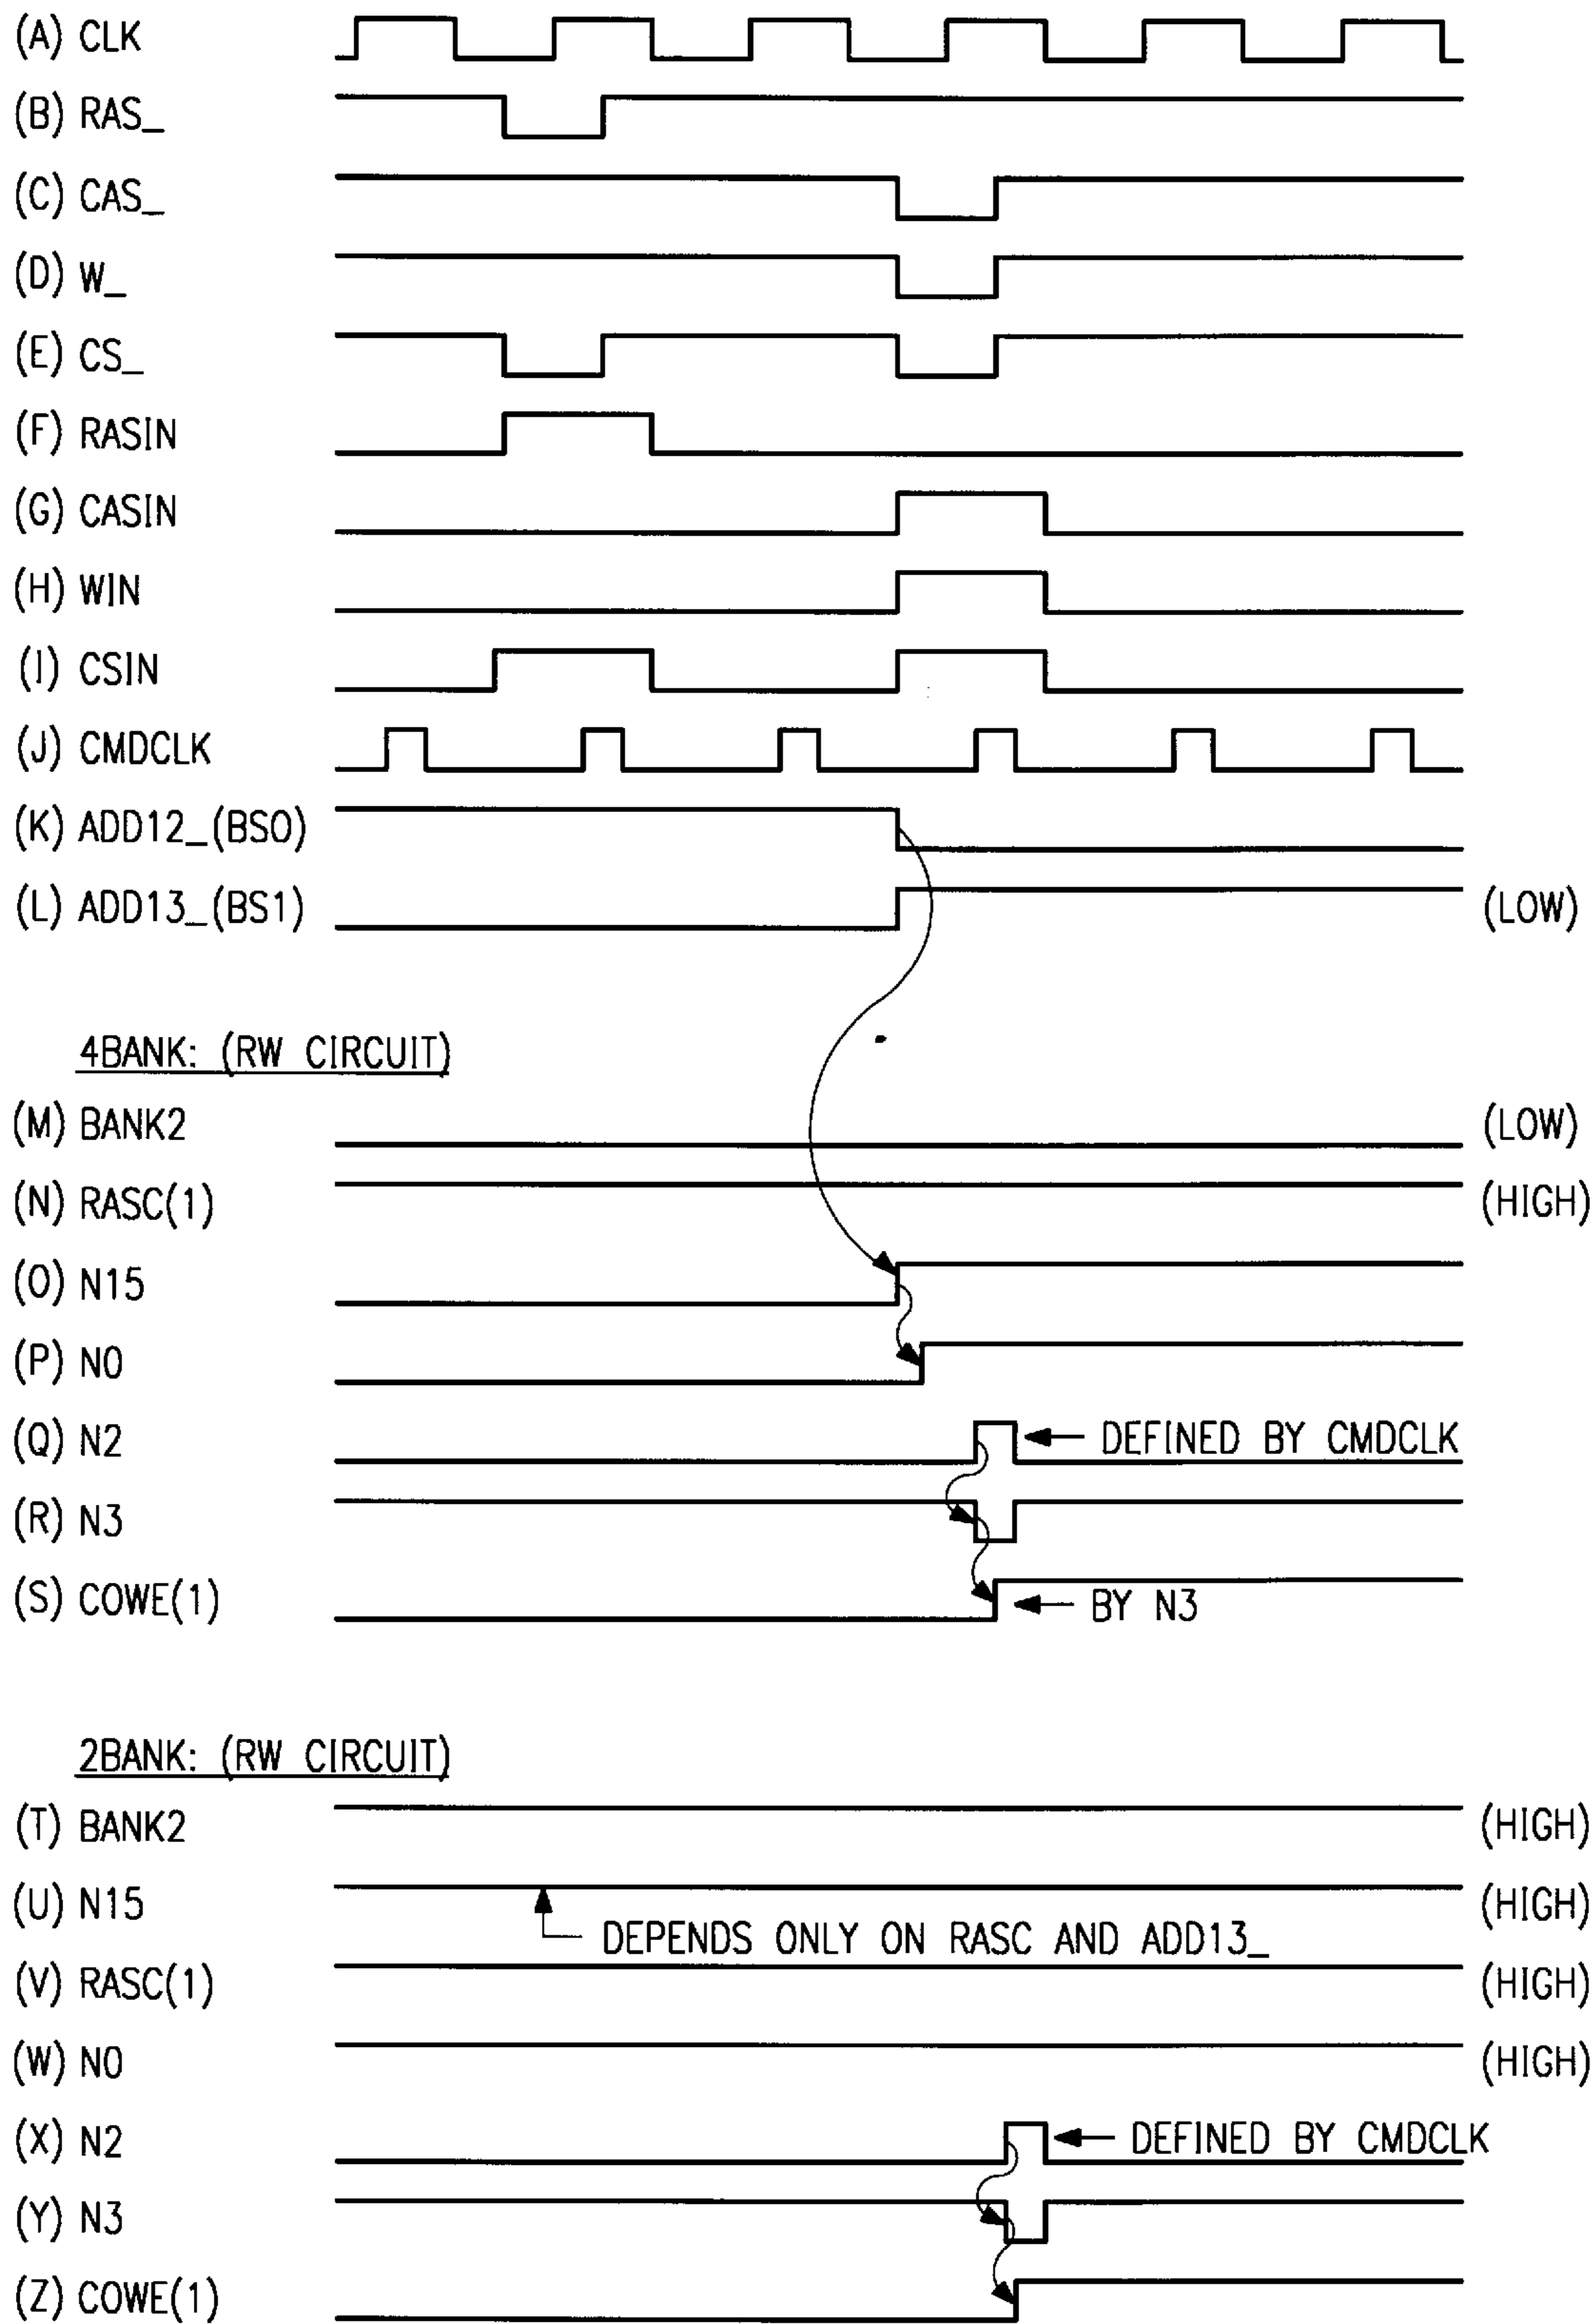 (A) CLK
(B) RAS_
(C) CAS_
(D) W_
(E) CS_
(F) RASIN
(G) CASIN
(H) WIN
(I) CSIN
(J) CMDCLK
(K) ADD12_(BS0)
(L) ADD13_(BS1) (LOW)
4BANK: (RW CIRCUIT)
(M) BANK2 (LOW)
(N) RASC(1) (HIGH)
(O) N15
(P) N0
(Q) N2 DEFINED BY CMDCLK
(R) N3
(S) COWE(1) BY N3
2BANK: (RW CIRCUIT)
(T) BANK2 (HIGH)
(U) N15 (HIGH)
DEPENDS ONLY ON RASC AND ADD13_
(V) RASC(1) (HIGH)
(W) N0 (HIGH)
(X) N2 DEFINED BY CMDCLK
(Y) N3
(Z) COWE(1)